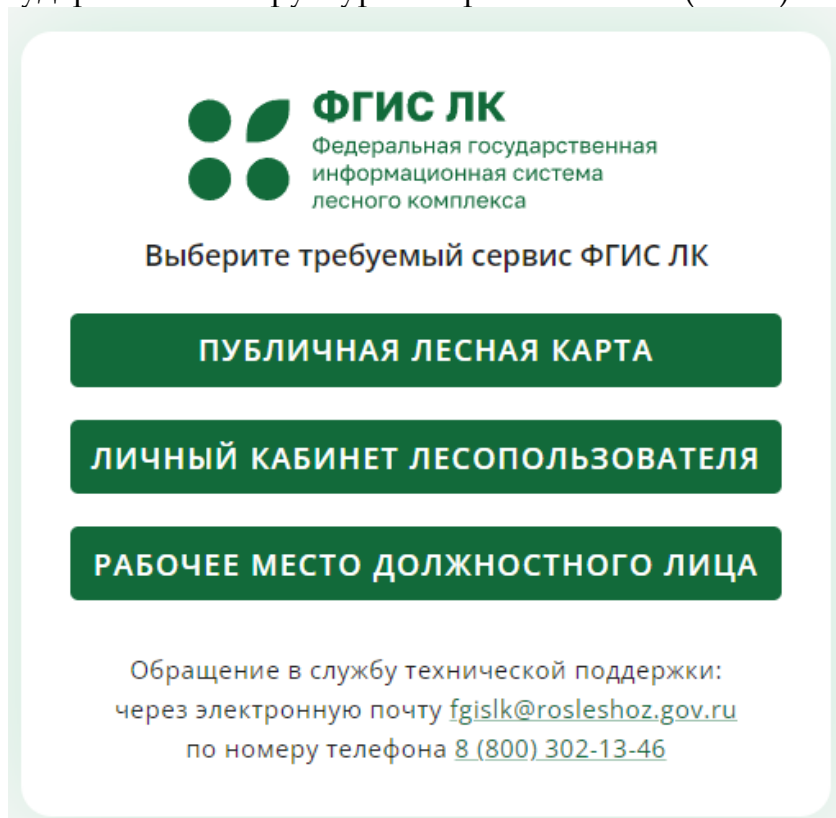 ФГИС ЛК
Федеральная государственная
информационная система
лесного комплекса
Выберите требуемый сервис ФГИС ЛК
ПУБЛИЧНАЯ ЛЕСНАЯ КАРТА
ЛИЧНЫЙ КАБИНЕТ ЛЕСОПОЛЬЗОВАТЕЛЯ
РАБОЧЕЕ МЕСТО ДОЛЖНОСТНОГО ЛИЦА
Обращение в службу технической поддержки:
через электронную почту fgislk@rosleshoz.gov.ru
по номеру телефона 8 (800) 302-13-46